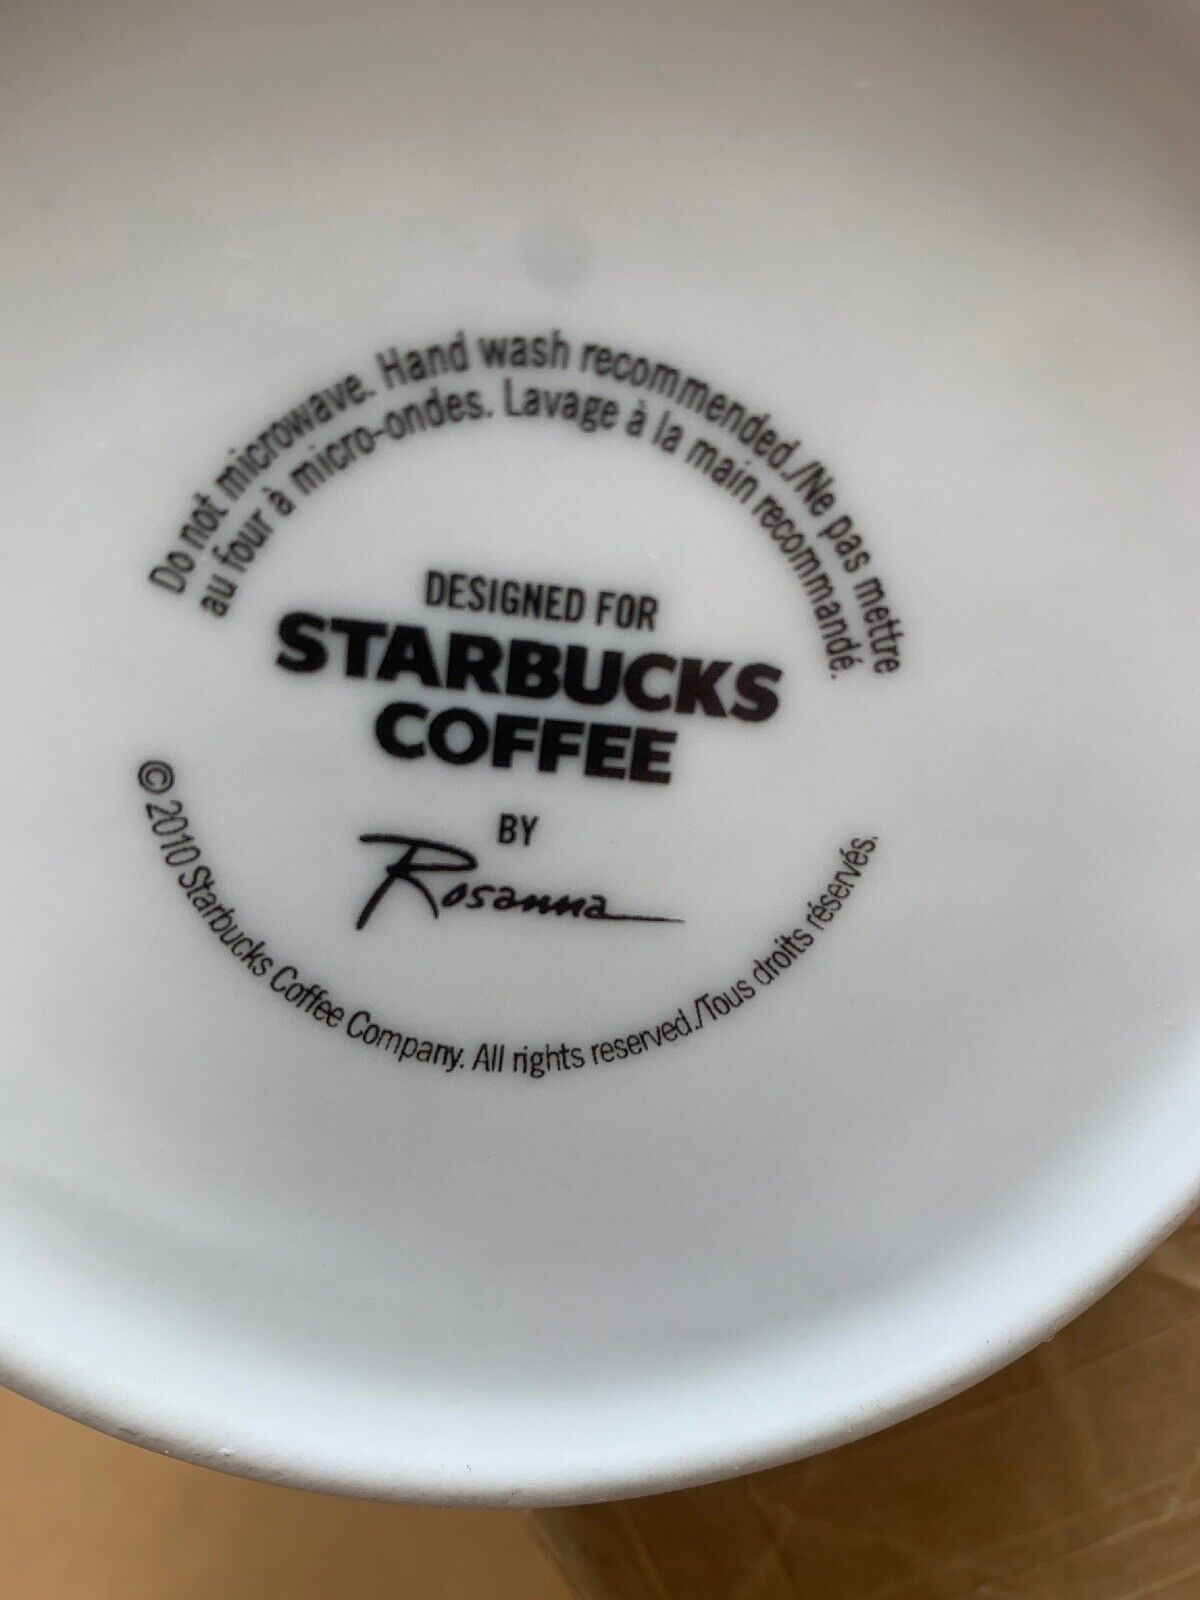 Do not microwave. Hand wash recommended./Ne pas mettre
au four à micro-ondes. Lavage à la main recommandé.
DESIGNED FOR
STARBUCKS
COFFEE
BY
Rosanna
© 2010 Starbucks Coffee Company. All rights reserved./Tous droits réservés.